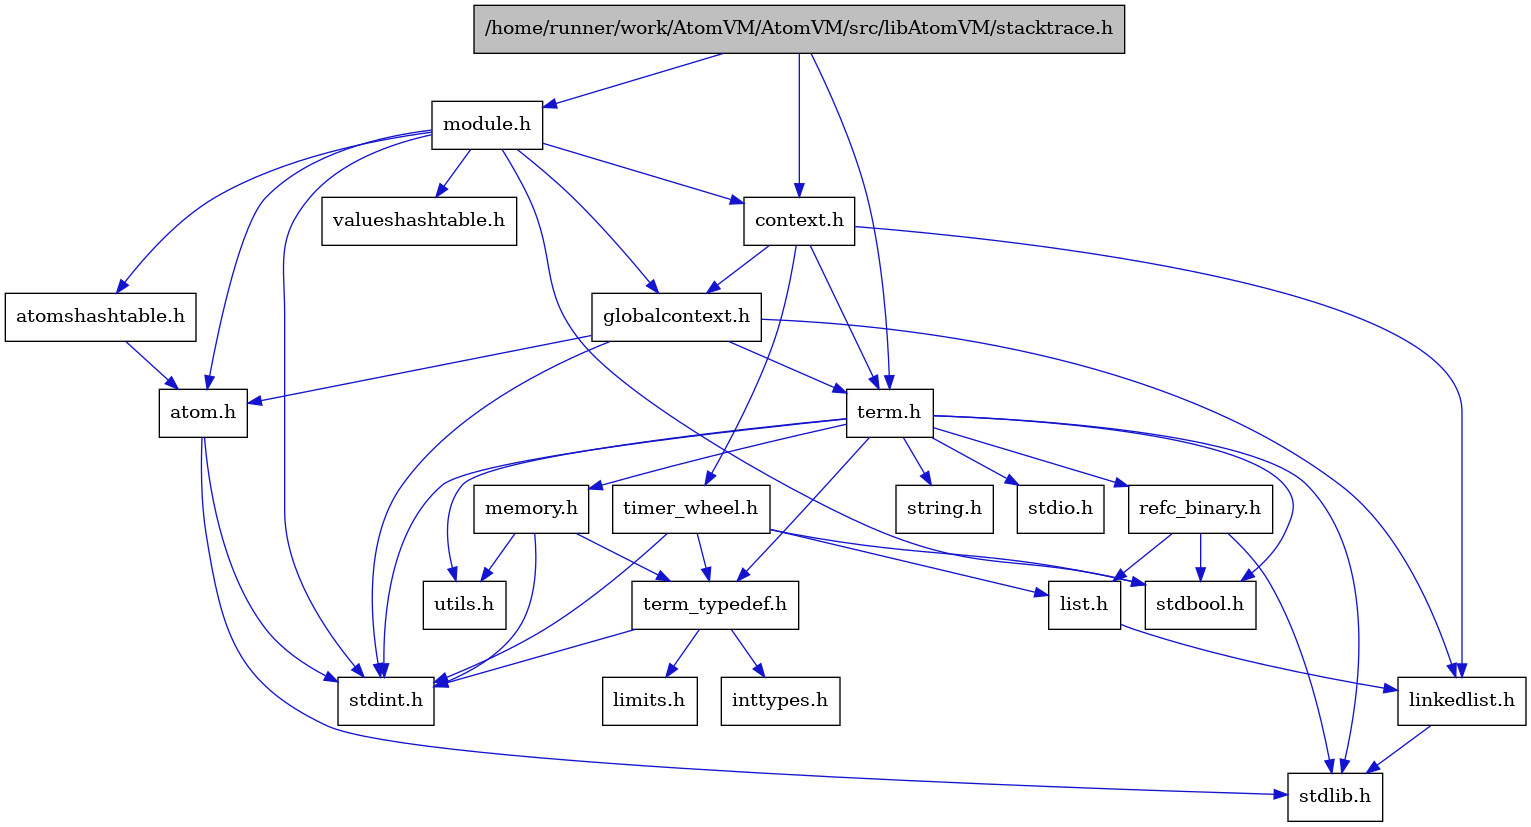 /home/runner/work/AtomVM/AtomVM/src/libAtomVM/stacktrace.h
module.h
valueshashtable.h
context.h
atomshashtable.h
globalcontext.h
atom.h
term.h
memory.h
timer_wheel.h
string.h
stdio.h
refc_binary.h
utils.h
term_typedef.h
list.h
stdbool.h
stdint.h
limits.h
inttypes.h
linkedlist.h
stdlib.h